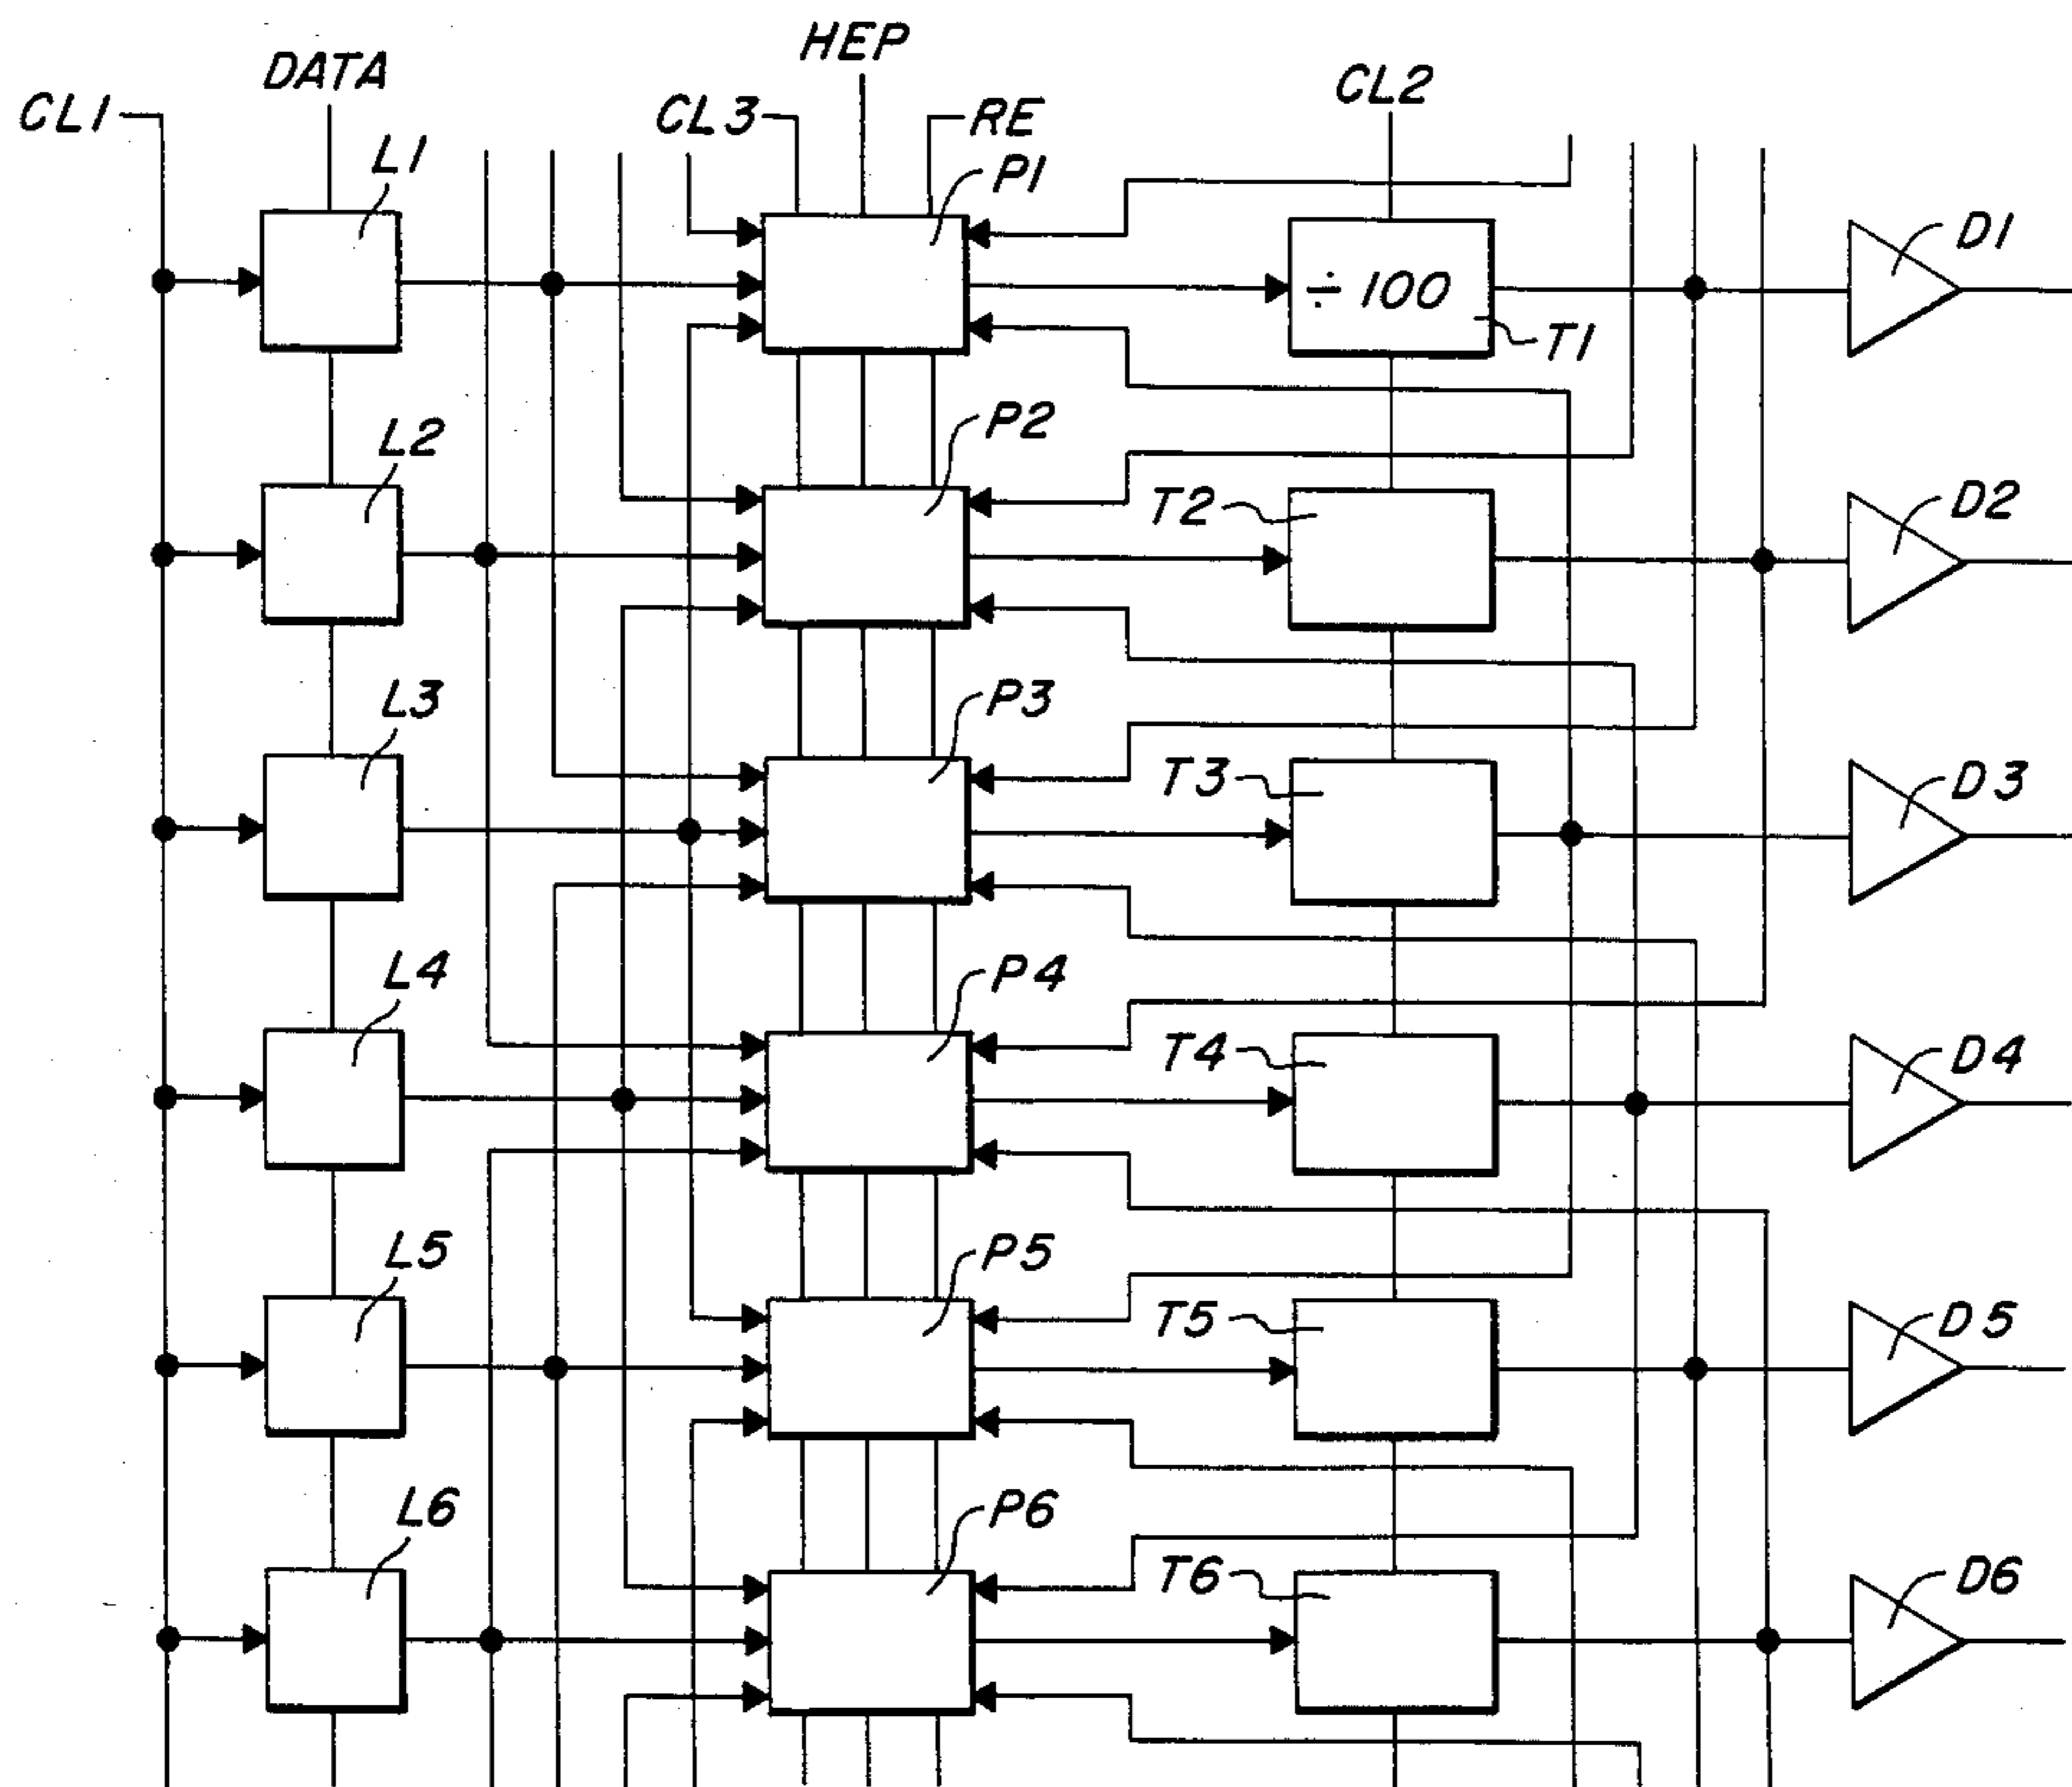 HEP
DATA
CL2
CL1
CL3
RE
L1
P1
D1
÷ 100
T1
P2
L2
T2
D2
L3
P3
T3
D3
L4
P4
T4
D4
L5
P5
T5
D5
L6
P6
T6
D6